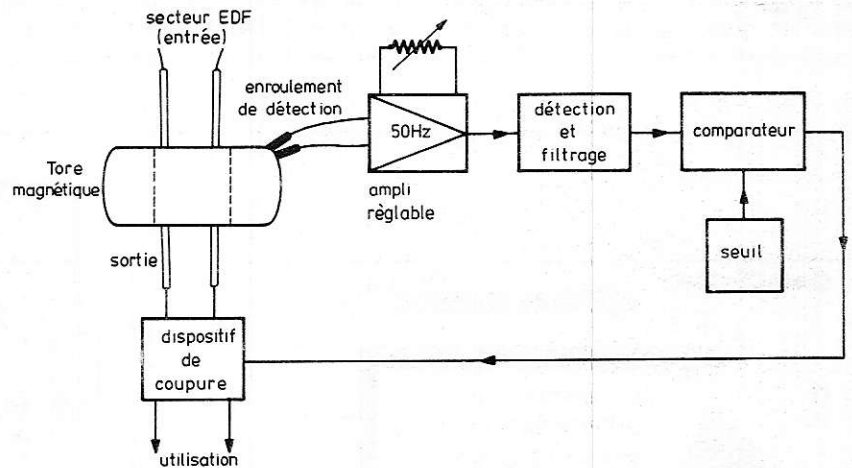 secteur EDF
(entrée)
enroulement
de détection
50Hz
détection
et
filtrage
comparateur
Tore
magnétique
ampli
règlable
sortie
seuil
dispositif
de
coupure
utilisation